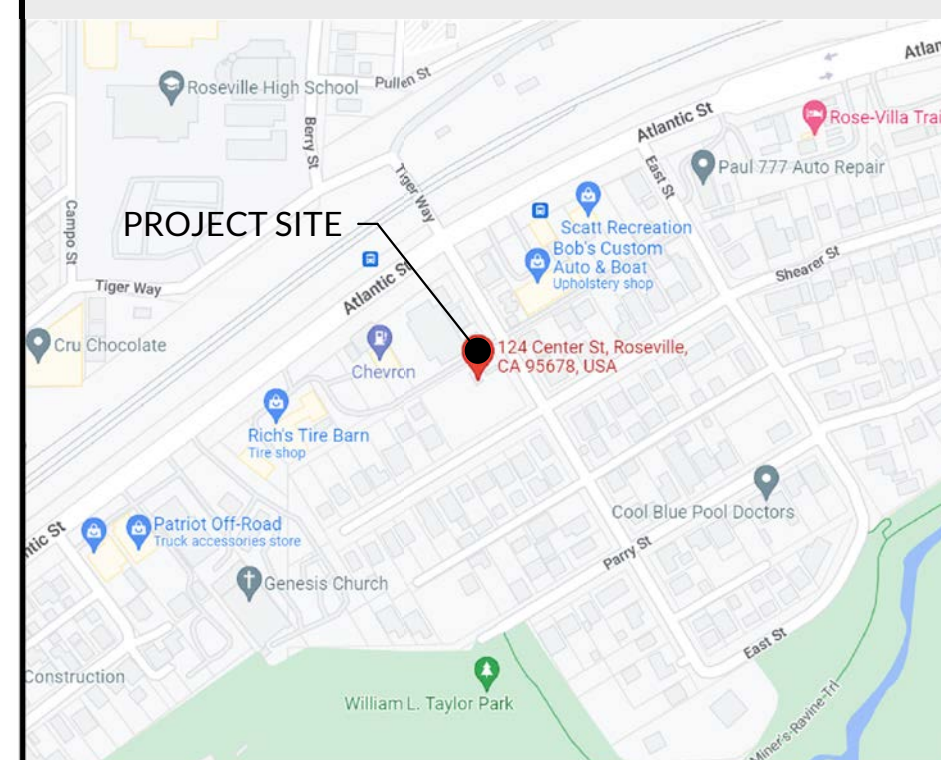 Atlan
Pullen St
Roseville High School
Atlantic St
Rose-Villa Trai
Berry St
East St
Paul 777 Auto Repair
Tiger Way
Campo St
PROJECT SITE
Scatt Recreation
Bob's Custom
Auto & Boat
Upholstery shop
Shearer St
Atlantic St
Tiger Way
Cru Chocolate
124 Center St, Roseville,
CA 95678, USA
Chevron
Rich's Tire Barn
Tire shop
Cool Blue Pool Doctors
Patriot Off-Road
Truck accessories store
ntic St
Parry St
Genesis Church
East St
Construction
William L. Taylor Park
Miner's-Ravine-Trl